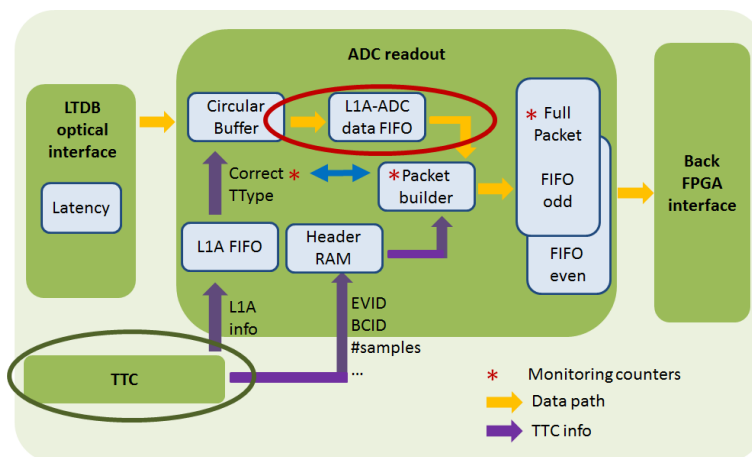 ADC readout
LTDB
optical
interface
Latency
Circular
Buffer
L1A-ADC
data FIFO
* Full
Packet
FIFO
odd
FIFO
even
Back
FPGA
interface
Correct *
TType
* Packet
builder
L1A FIFO
Header
RAM
L1A
info
EVID
BCID
#samples
...
TTC
* Monitoring counters
Data path
TTC info